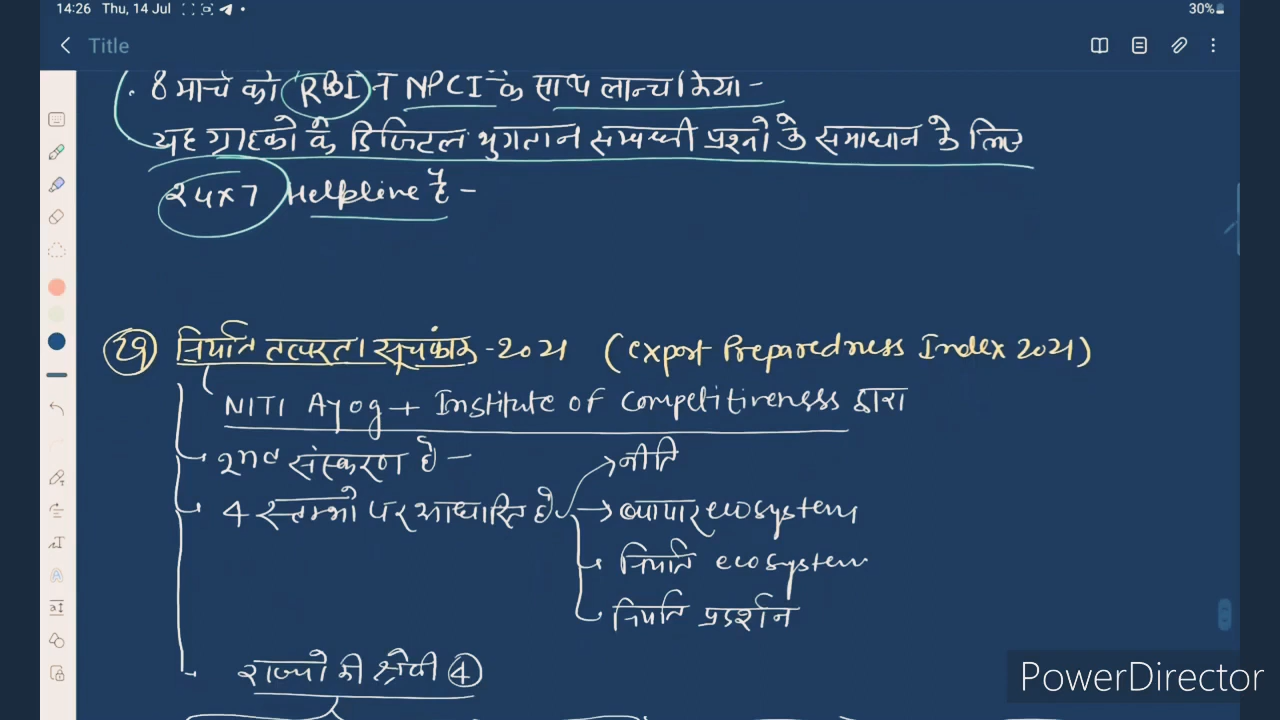 14:26 Thu, 14 Jul
30%
Title
8 मार्च को RBI ने NPCI के साथ लान्च किया -
यह ग्राहको के डिजिटल भुगतान सम्बन्धी प्रश्नो के समाधान के लिए
24x7 Helpline है -
29 निर्यात तत्परता सूचकांक - 2021 (Export Preparedness Index 2021)
NITI Ayog + Institute of Competitiveness द्वारा
2nd संस्करण है -
4 स्तम्भो पर आधारित है → नीति
→ व्यापार ecosystem
निर्यात ecosystem
निर्यात प्रदर्शन
राज्यो की श्रेणी 4
PowerDirector